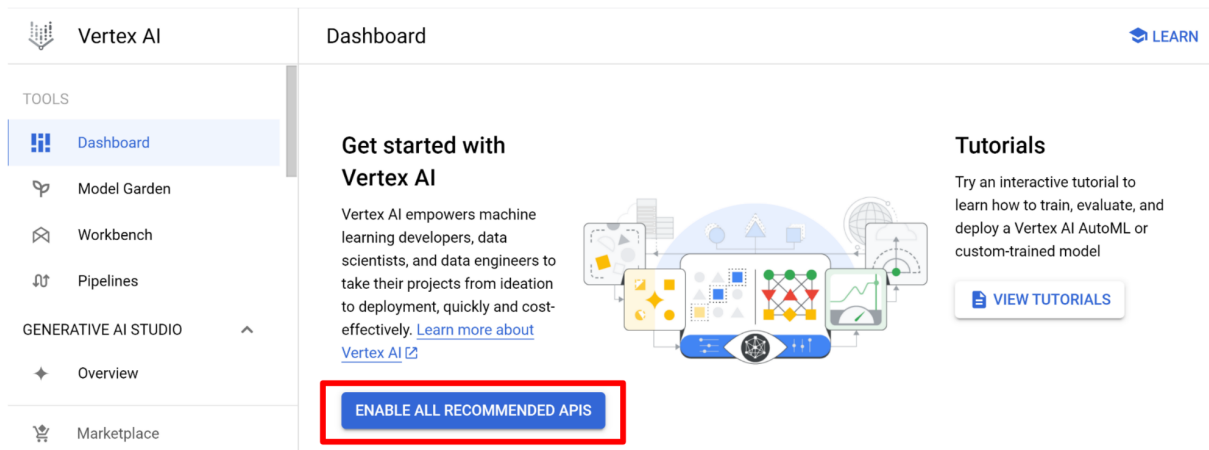 Vertex AI
Dashboard
LEARN
TOOLS
Dashboard
Model Garden
Workbench
Pipelines
GENERATIVE AI STUDIO
Overview
Marketplace
Get started with
Vertex AI
Vertex AI empowers machine
learning developers, data
scientists, and data engineers to
take their projects from ideation
to deployment, quickly and cost-
effectively. Learn more about
Vertex AI
ENABLE ALL RECOMMENDED APIS
Tutorials
Try an interactive tutorial to
learn how to train, evaluate, and
deploy a Vertex AI AutoML or
custom-trained model
VIEW TUTORIALS